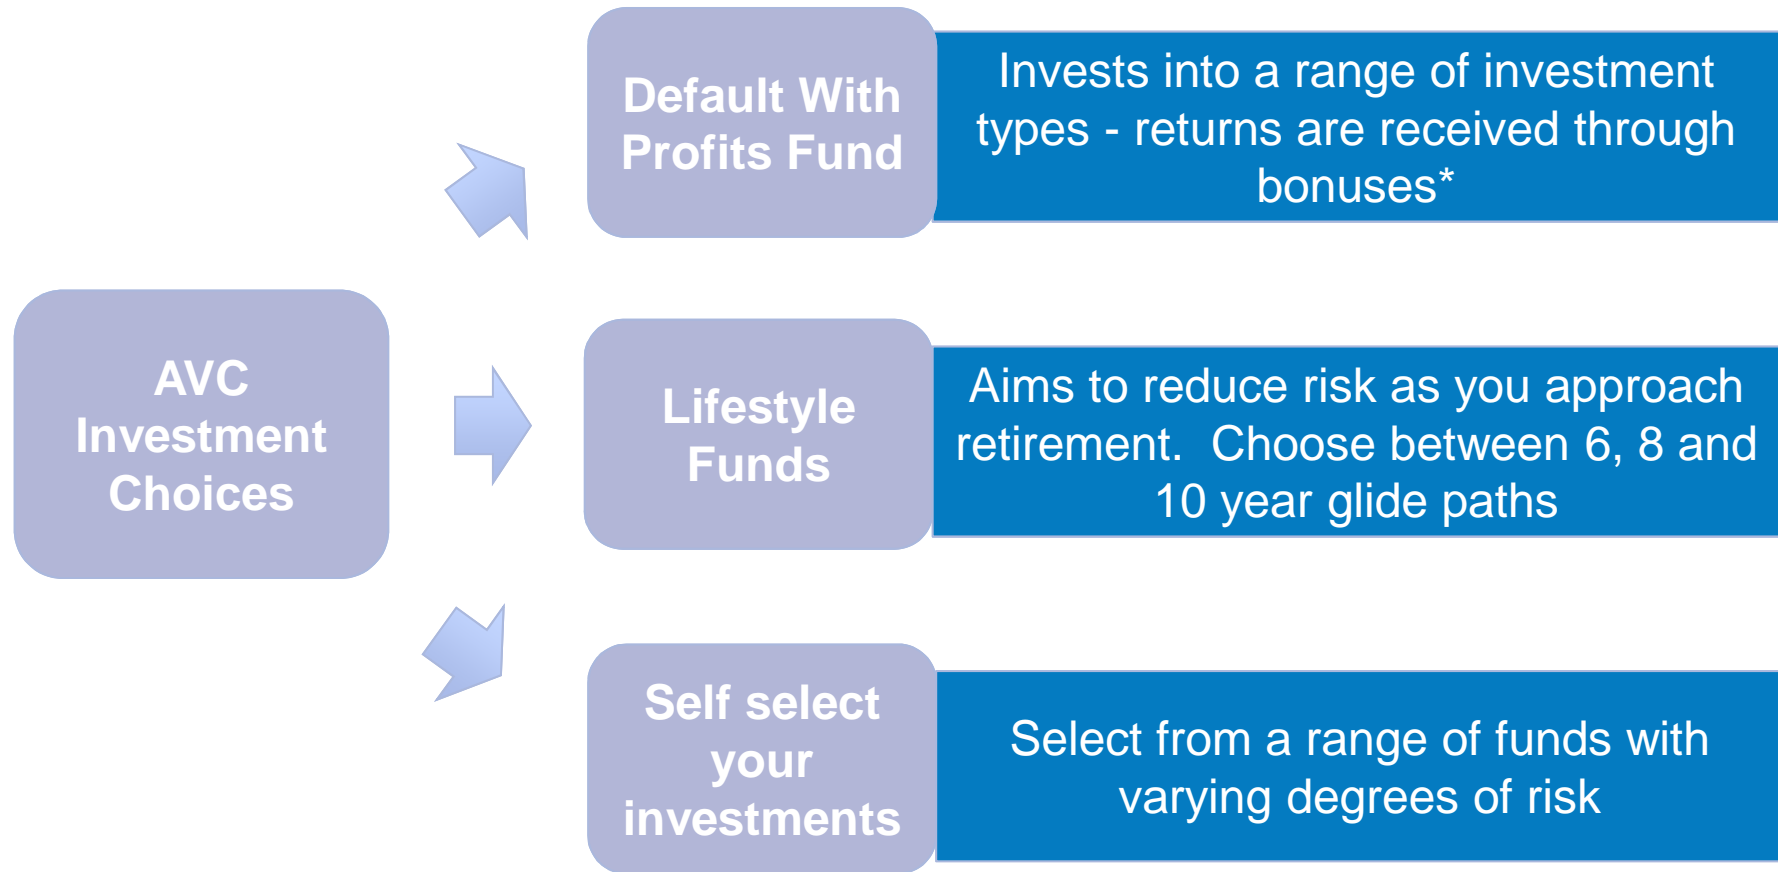 AVC
Investment
Choices
Default With
Profits Fund
Invests into a range of investment
types - returns are received through
bonuses*
Lifestyle
Funds
Aims to reduce risk as you approach
retirement.  Choose between 6, 8 and
10 year glide paths
Self select
your
investments
Select from a range of funds with
varying degrees of risk